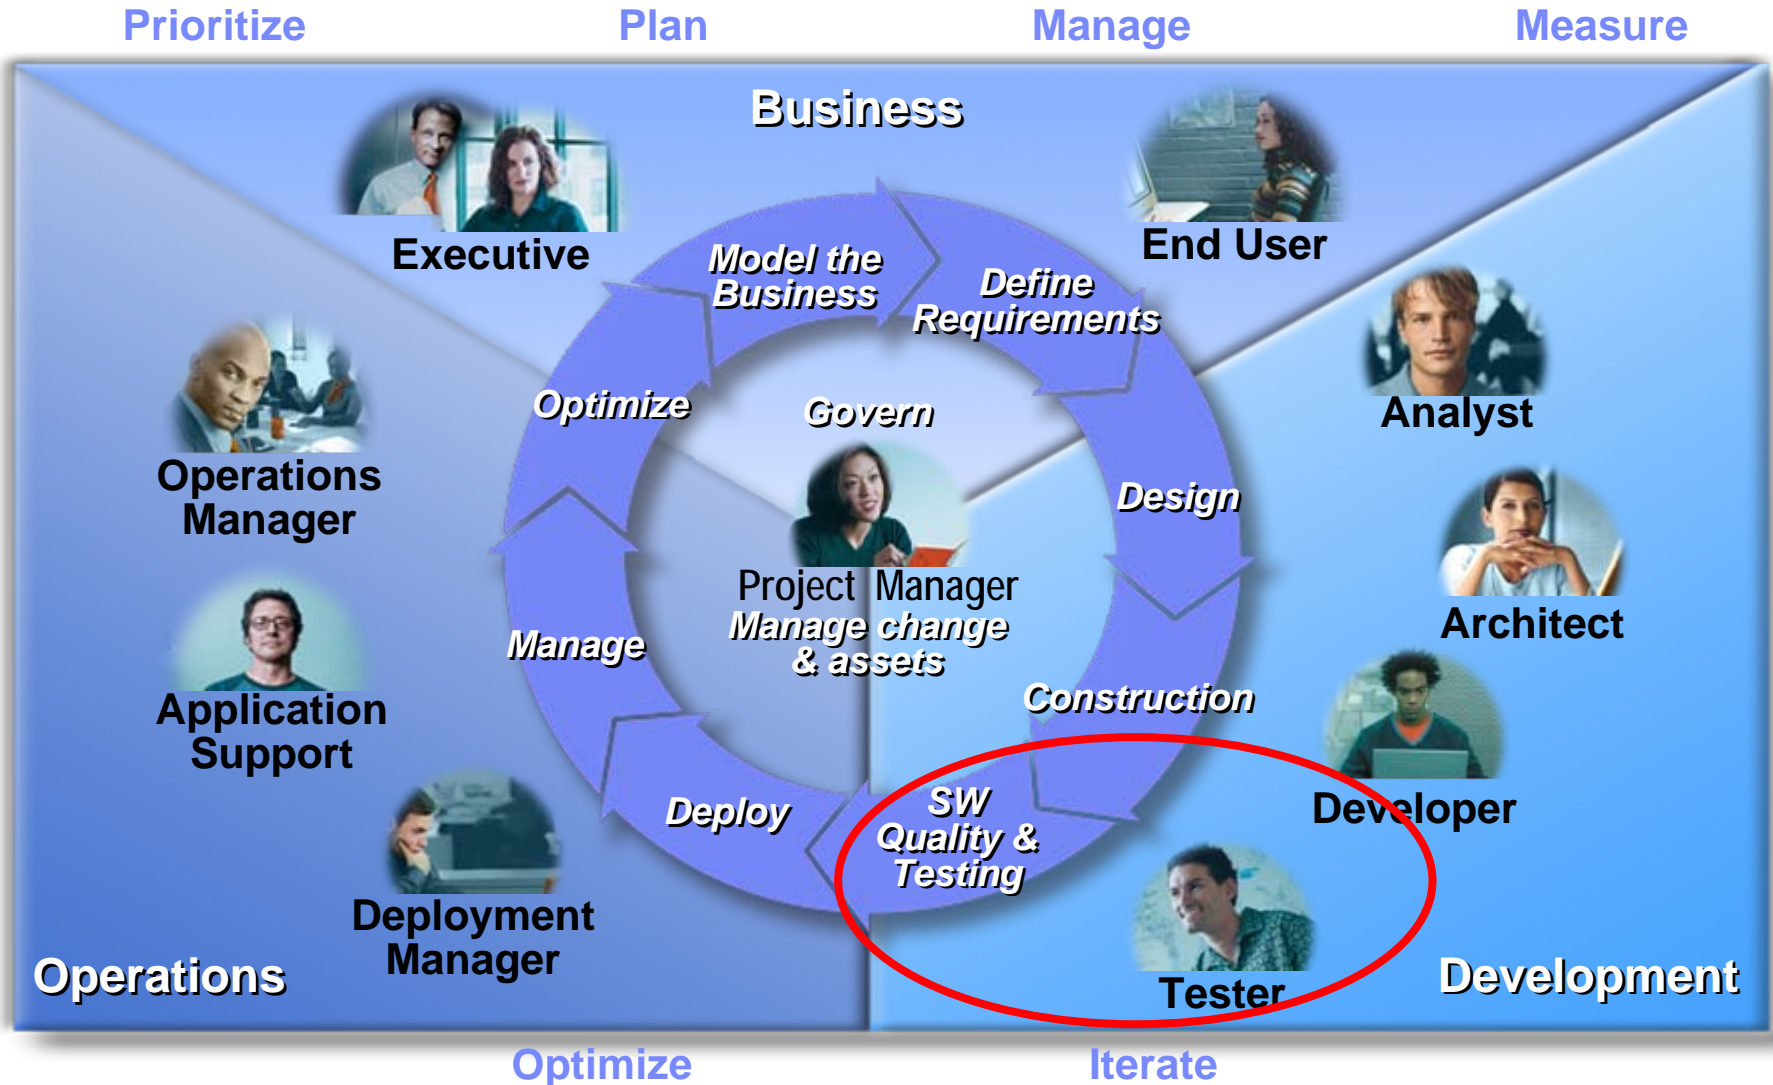 Prioritize
Plan
Manage
Measure
Business
Executive
End User
Model the
Business
Define
Requirements
Optimize
Govern
Analyst
Operations
Manager
Design
Project Manager
Manage change
& assets
Architect
Manage
Application
Support
Construction
Deploy
SW
Quality &
Testing
Developer
Deployment
Manager
Tester
Operations
Development
Optimize
Iterate